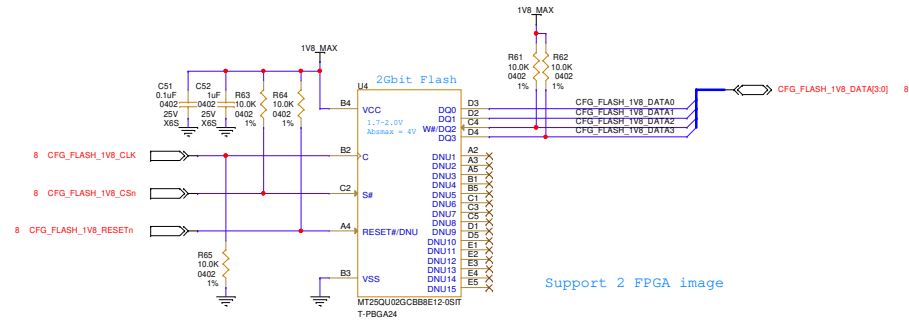 1V8_MAX
1V8_MAX
R61
10.0K
0402
1%
R62
10.0K
0402
1%
C51
0.1uF
0402
25V
X6S
C52
1uF
0402
25V
X6S
R63
10.0K
0402
1%
R64
10.0K
0402
1%
U4
2Gbit Flash
B4
VCC
1.7-2.0V
Absmax = 4V
DQ0
D3
CFG_FLASH_1V8_DATA0
DQ1
D2
CFG_FLASH_1V8_DATA1
W#/DQ2
C4
CFG_FLASH_1V8_DATA2
DQ3
D4
CFG_FLASH_1V8_DATA3
CFG_FLASH_1V8_DATA[3:0] 8
8 CFG_FLASH_1V8_CLK
B2
C
8 CFG_FLASH_1V8_CSn
C2
S#
8 CFG_FLASH_1V8_RESETn
A4
RESET#/DNU
DNU1
A2
DNU2
A3
DNU3
A5
DNU4
B1
DNU5
B5
DNU6
C1
DNU7
C3
DNU8
C5
DNU9
D1
DNU10
D5
DNU11
E1
DNU12
E2
DNU13
E3
DNU14
E4
DNU15
E5
R65
10.0K
0402
1%
B3
VSS
MT25QU02GCBB8E12-0SIT
T-PBGA24
Support 2 FPGA image